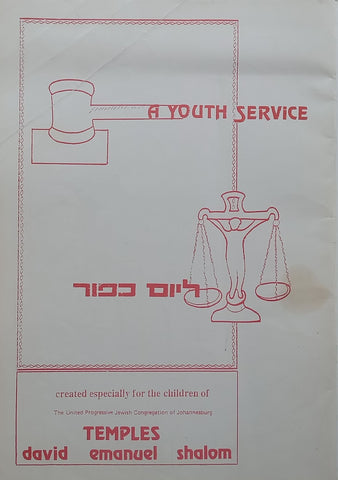 A YOUTH SERVICE
ליום כפור
created especially for the children of
The United Progressive Jewish Congregation of Johannesburg
TEMPLES
david emanuel shalom